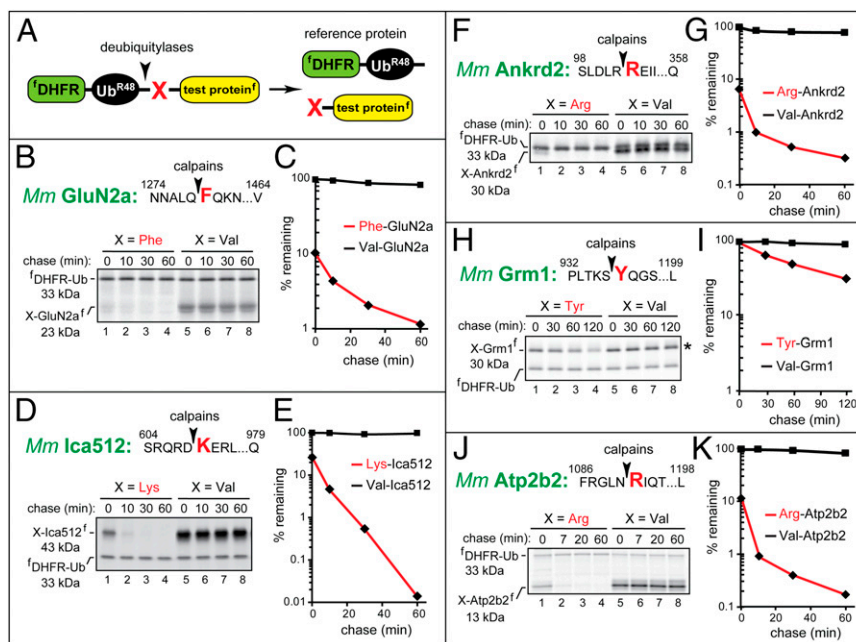 A
deubiquitylases
reference protein
fDHFR
UbR48
X
test proteinf
fDHFR
UbR48
X
test proteinf
B
calpains
1274
1464
Mm GluN2a:
NNALQ
F
QKN...V
X = Phe
X = Val
chase (min):
0 10 30 60 0 10 30 60
fDHFR-Ub
33 kDa
X-GluN2af
23 kDa
1 2 3 4 5 6 7 8
C
100
10
1
% remaining
Phe-GluN2a
Val-GluN2a
0 20 40 60
chase (min)
D
calpains
604
979
Mm Ica512:
SRQRD
K
ERL...Q
X = Lys
X = Val
chase (min):
0 10 30 60 0 10 30 60
X-Ica512f
43 kDa
fDHFR-Ub
33 kDa
1 2 3 4 5 6 7 8
E
100
10
1
0.1
0.01
% remaining
Lys-Ica512
Val-Ica512
0 20 40 60
chase (min)
F
calpains
98
358
Mm Ankrd2:
SLDLR
R
EII...Q
X = Arg
X = Val
chase (min):
0 10 30 60 0 10 30 60
fDHFR-Ub
33 kDa
X-Ankrd2f
30 kDa
1 2 3 4 5 6 7 8
G
100
10
1
0.1
% remaining
Arg-Ankrd2
Val-Ankrd2
0 20 40 60
chase (min)
H
calpains
932
1199
Mm Grm1:
PLTKS
Y
QGS...L
X = Tyr
X = Val
chase (min):
0 30 60 120 0 30 60 120
X-Grm1f
30 kDa
*
fDHFR-Ub
1 2 3 4 5 6 7 8
I
100
10
1
% remaining
Tyr-Grm1
Val-Grm1
0 30 60 90 120
chase (min)
J
calpains
1086
1198
Mm Atp2b2:
FRGLN
R
IQT...L
X = Arg
X = Val
chase (min):
0 7 20 60 0 7 20 60
fDHFR-Ub
33 kDa
X-Atp2b2f
13 kDa
1 2 3 4 5 6 7 8
K
100
10
1
0.1
% remaining
Arg-Atp2b2
Val-Atp2b2
0 20 40 60
chase (min)